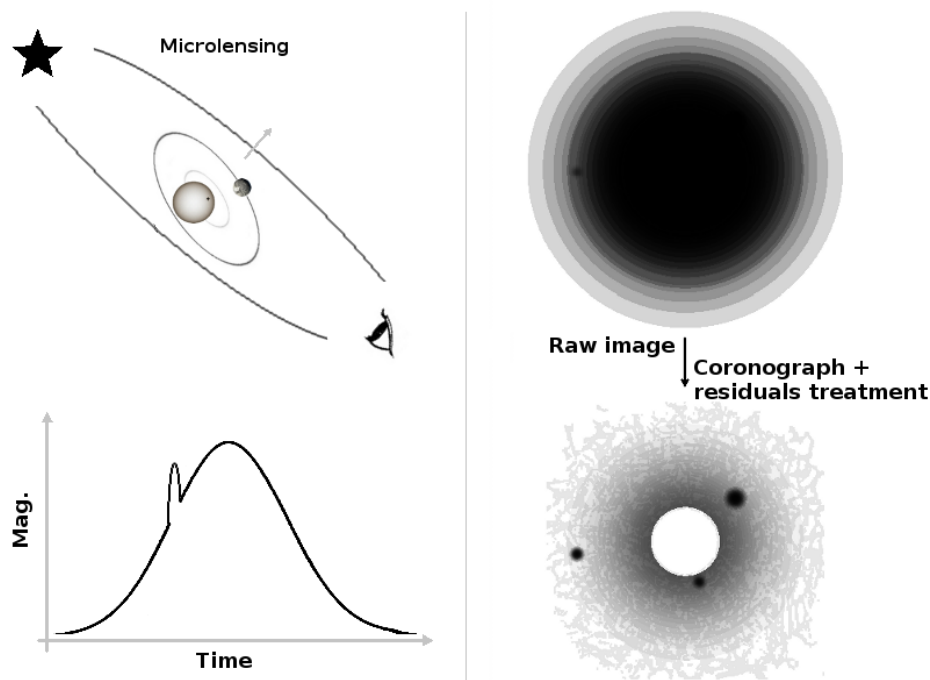 Microlensing
Mag.
Time
Raw image
Coronograph +
residuals treatment